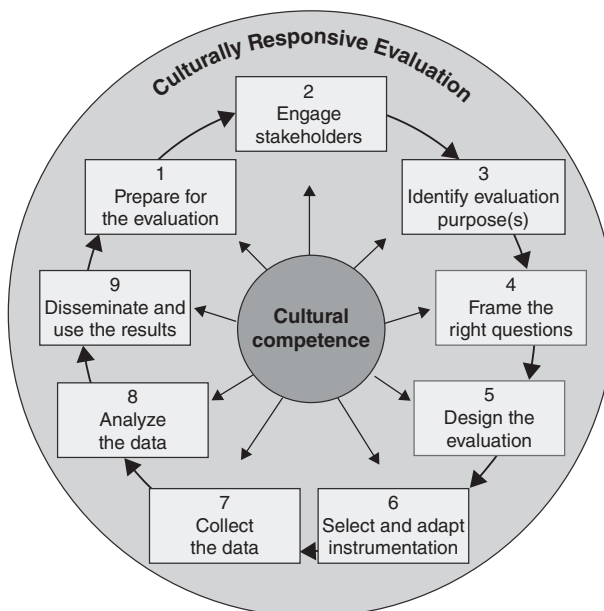 Culturally Responsive Evaluation
1
Prepare for
the evaluation
2
Engage
stakeholders
3
Identify evaluation
purpose(s)
4
Frame the
right questions
5
Design the
evaluation
6
Select and adapt
instrumentation
7
Collect
the data
8
Analyze
the data
9
Disseminate and
use the results
Cultural
competence